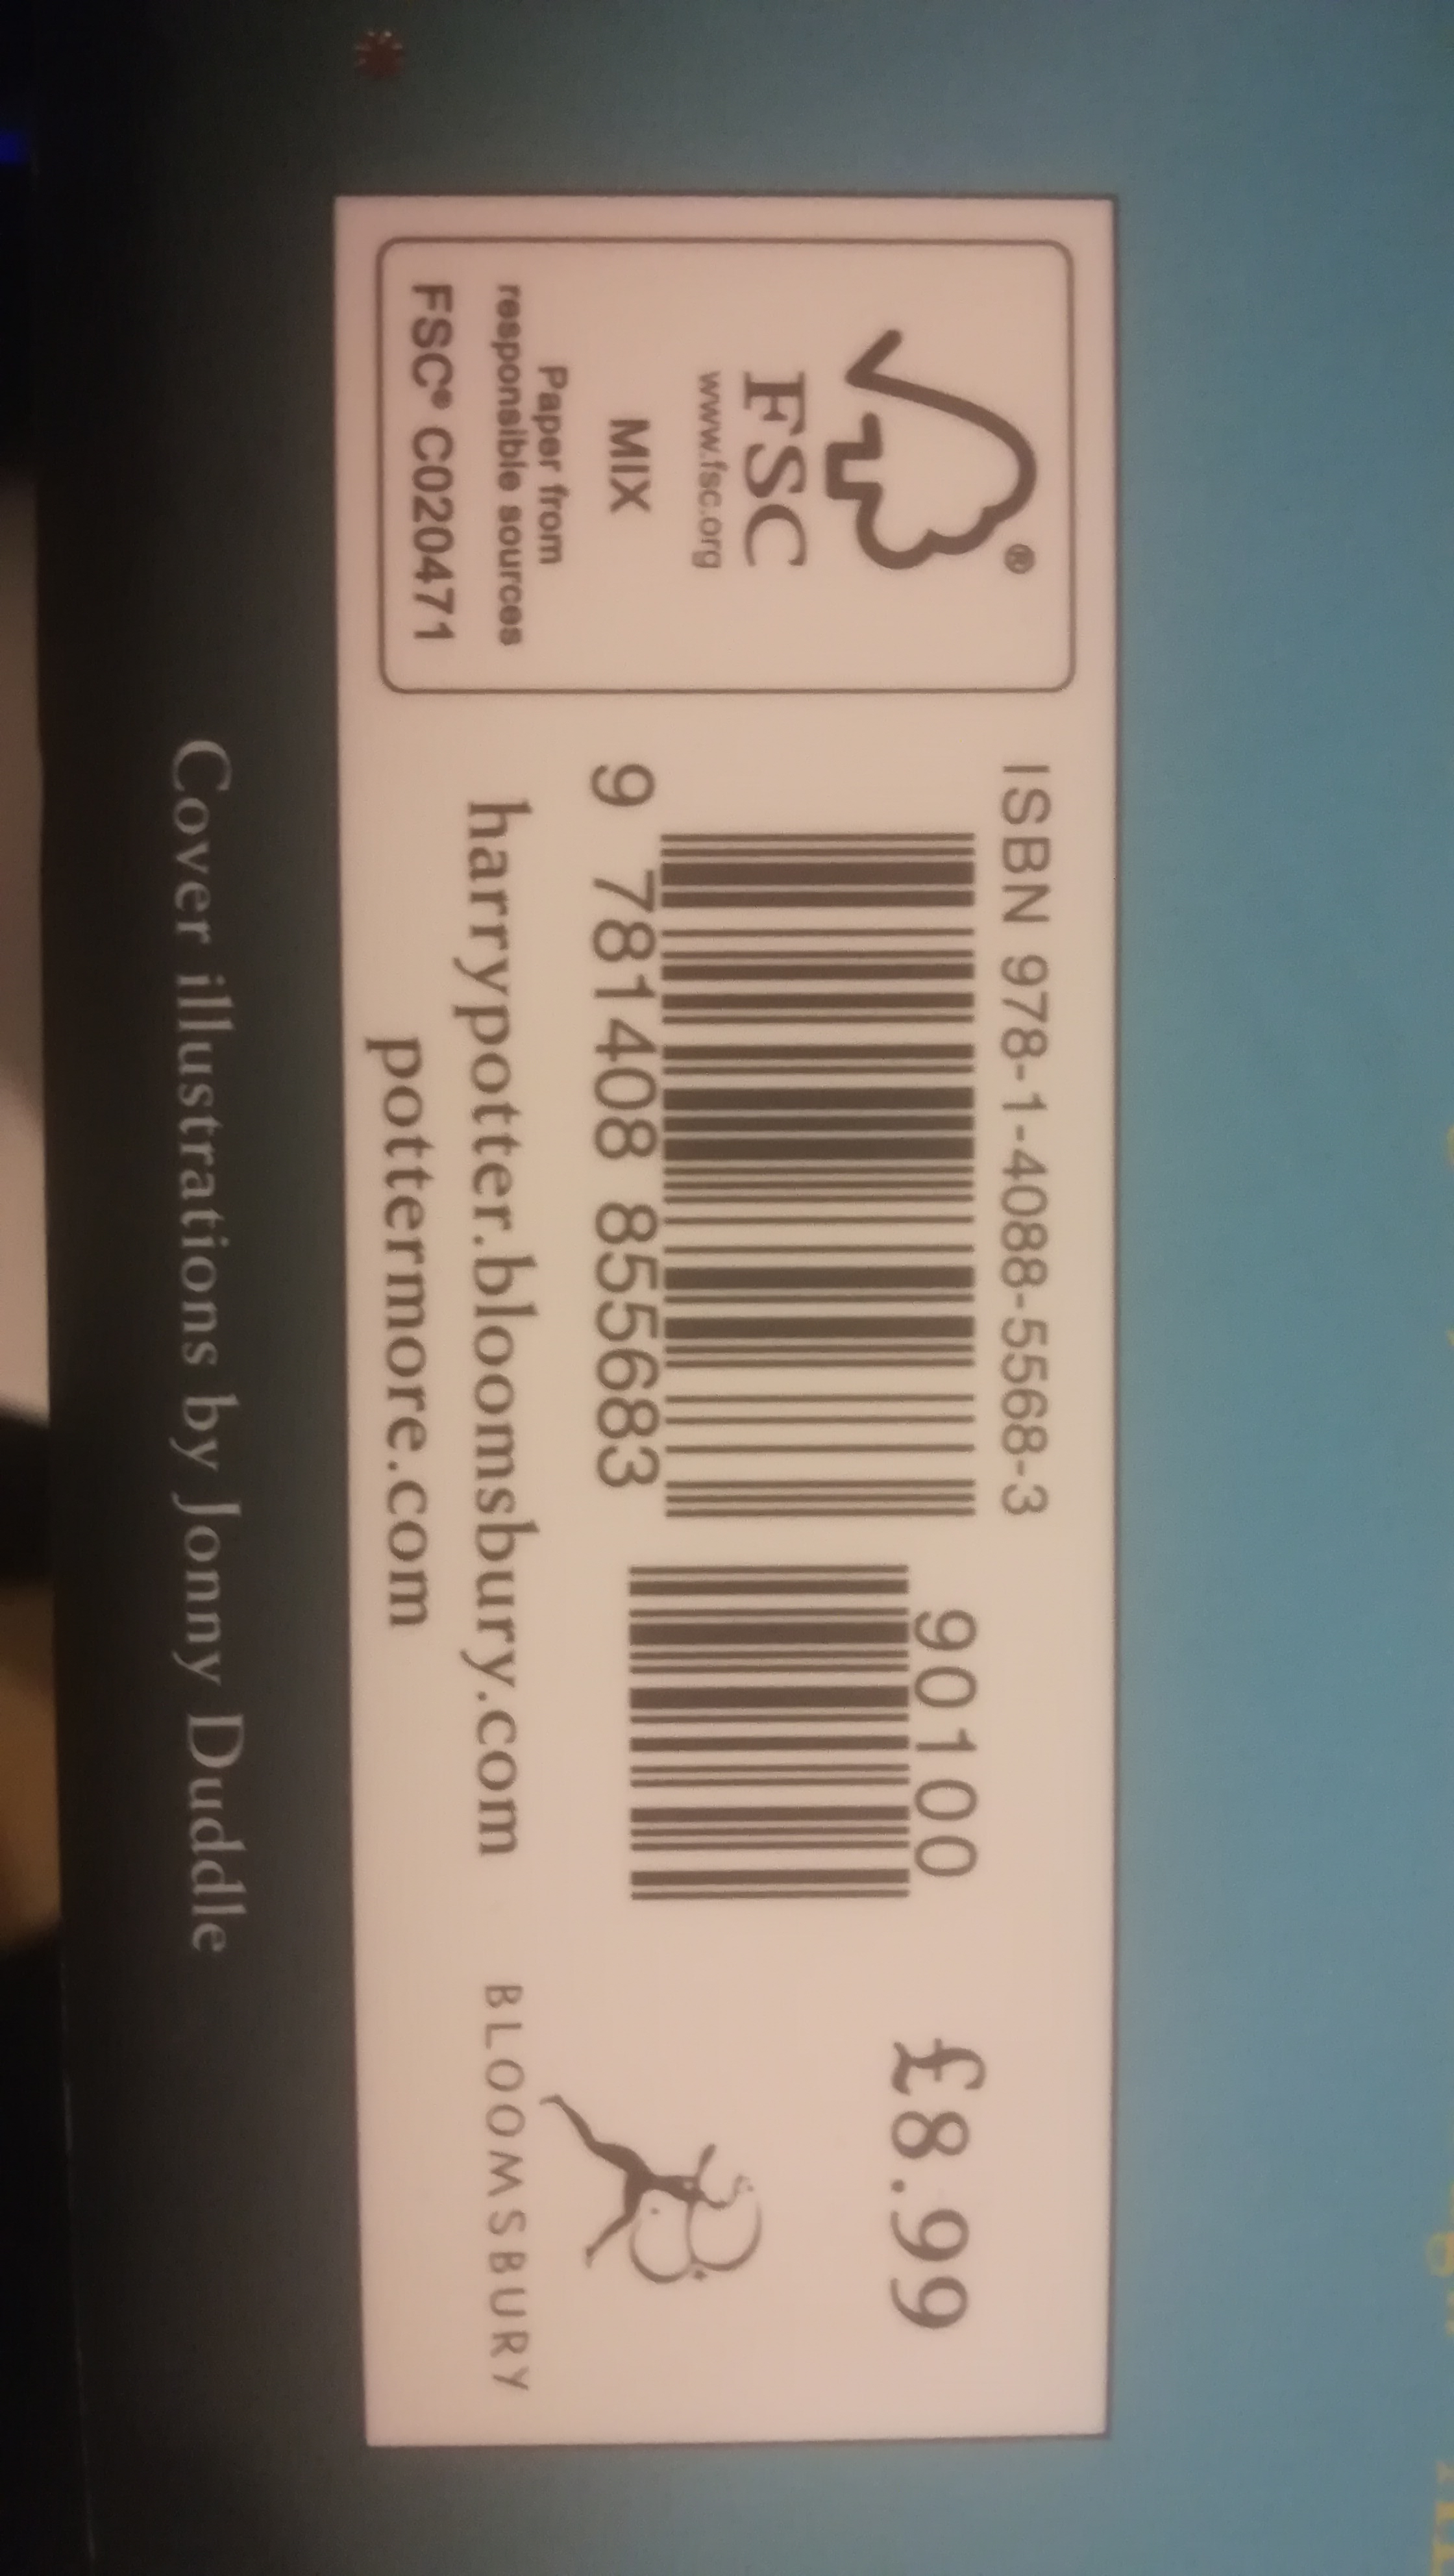 FSC
www.fsc.org
MIX
Paper from
responsible sources
FSC® C020471
ISBN 978-1-4088-5568-3
9 781408 855683
90100
£8.99
harrypotter.bloomsbury.com
pottermore.com
BLOOMSBURY
Cover illustrations by Jonny Duddle